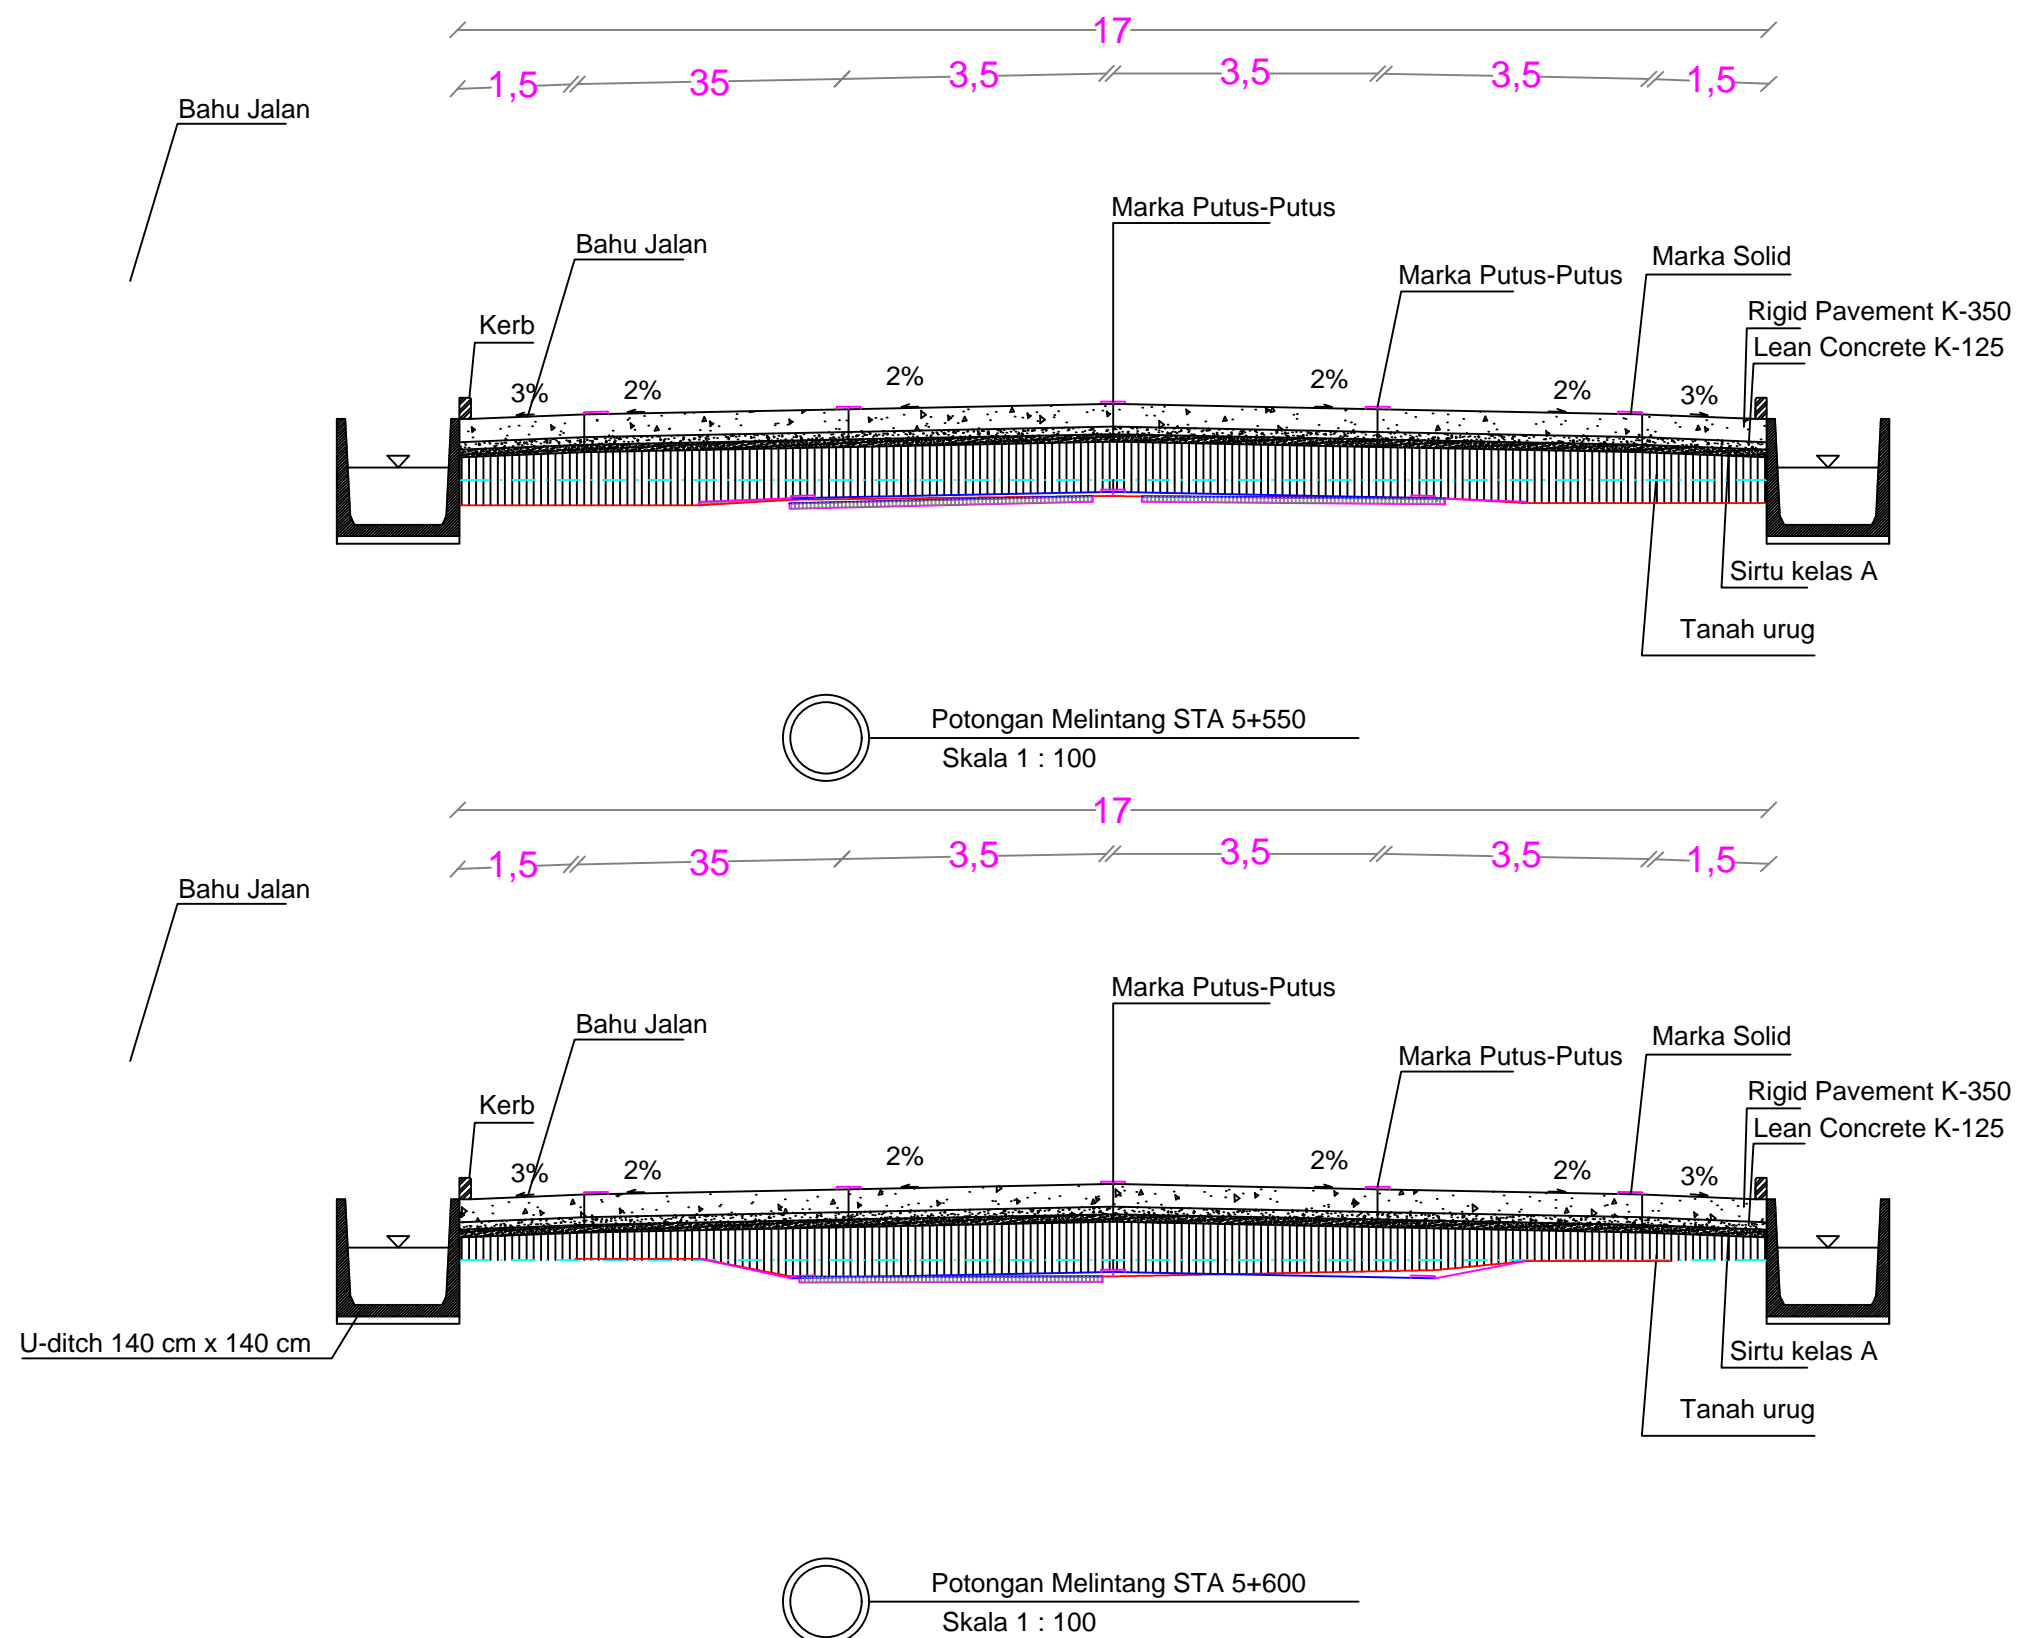 17
1,5 35 3,5 3,5 3,5 1,5
Bahu Jalan
Marka Putus-Putus
Bahu Jalan
Marka Solid
Marka Putus-Putus
Rigid Pavement K-350
Kerb
Lean Concrete K-125
3% 2% 2% 2% 2% 3%
Sirtu kelas A
Tanah urug
Potongan Melintang STA 5+550
Skala 1 : 100
17
1,5 35 3,5 3,5 3,5 1,5
Bahu Jalan
Marka Putus-Putus
Bahu Jalan
Marka Solid
Marka Putus-Putus
Rigid Pavement K-350
Kerb
Lean Concrete K-125
3% 2% 2% 2% 2% 3%
U-ditch 140 cm x 140 cm
Sirtu kelas A
Tanah urug
Potongan Melintang STA 5+600
Skala 1 : 100